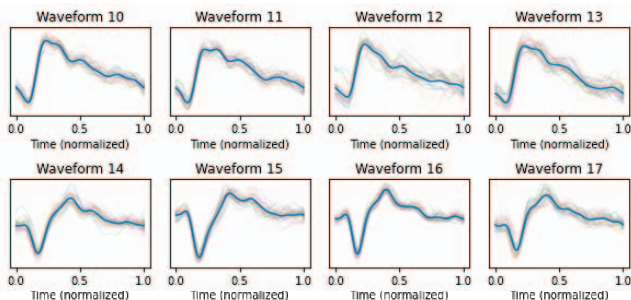 Waveform 10 Waveform 11 Waveform 12 Waveform 13
0.0 0.5 1.0 0.0 0.5 1.0 0.0 0.5 1.0 0.0 0.5 1.0
Time (normalized) Time (normalized) Time (normalized) Time (normalized)
Waveform 14 Waveform 15 Waveform 16 Waveform 17
0.0 0.5 1.0 0.0 0.5 1.0 0.0 0.5 1.0 0.0 0.5 1.0
Time (normalized) Time (normalized) Time (normalized) Time (normalized)